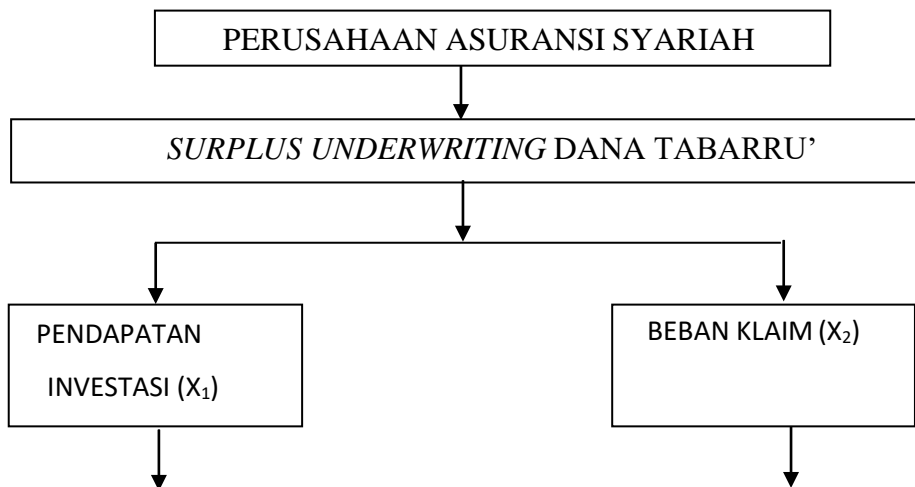 PERUSAHAAN ASURANSI SYARIAH
SURPLUS UNDERWRITING DANA TABARRU’
PENDAPATAN
INVESTASI (X₁)
BEBAN KLAIM (X₂)